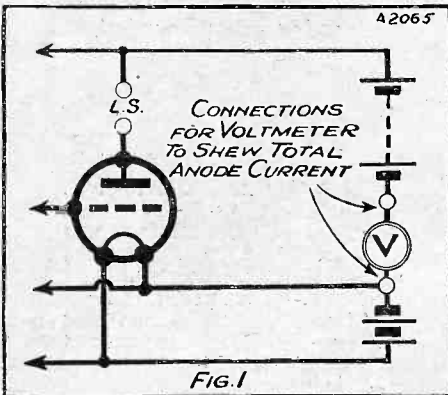 A2065
L.S.
CONNECTIONS
FOR VOLTMETER
TO SHEW TOTAL
ANODE CURRENT
V
FIG.1